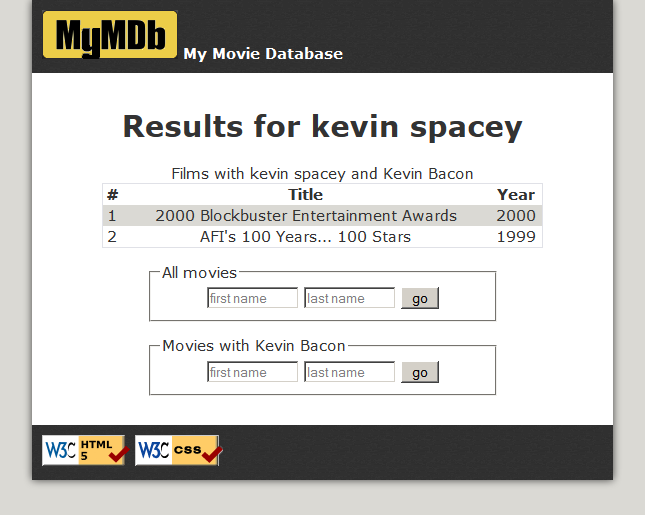 MyMDb My Movie Database
Results for kevin spacey
Films with kevin spacey and Kevin Bacon
# Title Year
1 2000 Blockbuster Entertainment Awards 2000
2 AFI's 100 Years... 100 Stars 1999
All movies
first name last name go
Movies with Kevin Bacon
first name last name go
W3C HTML 5 W3C CSS